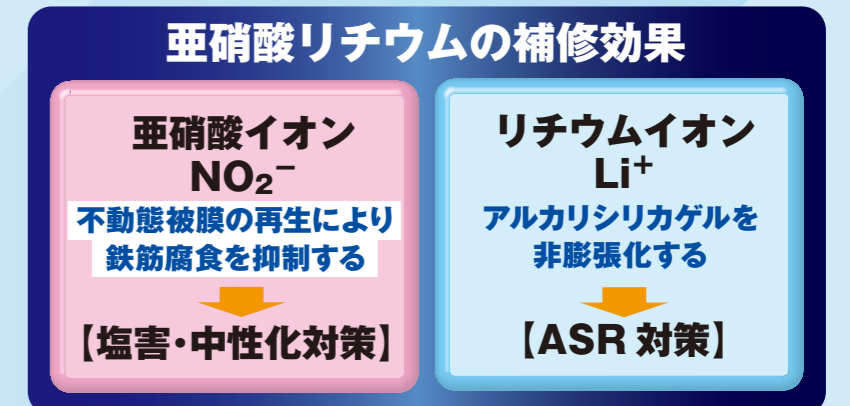 亜硝酸リチウムの補修効果
亜硝酸イオン
NO₂⁻
不動態被膜の再生により
鉄筋腐食を抑制する
【塩害・中性化対策】
リチウムイオン
Li⁺
アルカリシリカゲルを
非膨張化する
【ASR 対策】